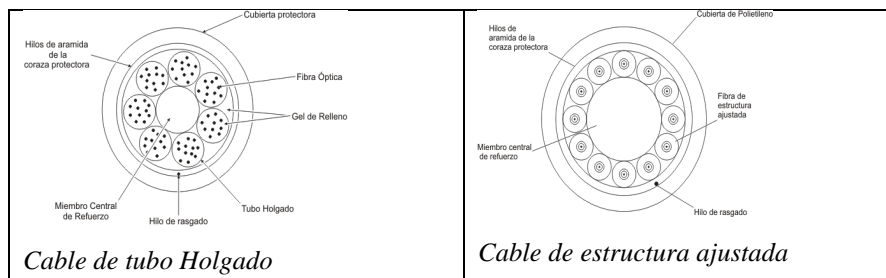 Cubierta protectora
Hilos de aramida
de la
coraza protectora
Fibra Óptica
Gel de Relleno
Miembro Central
de Refuerzo
Hilo de rasgado
Tubo Holgado
Cable de tubo Holgado
Hilos de
aramida de la
coraza protectora
Cubierta de Polietileno
Fibra de
estructura
ajustada
Miembro central
de refuerzo
Hilo de rasgado
Cable de estructura ajustada